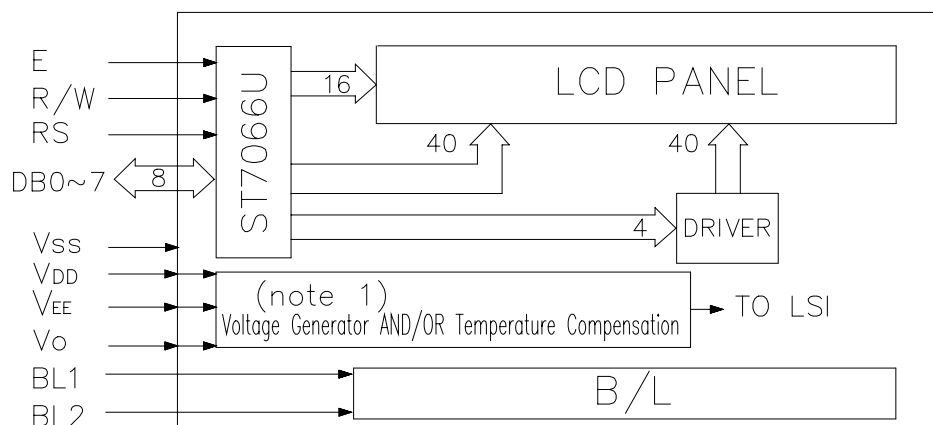 E
R/W
RS
DB0~7
8
ST7066U
16
LCD PANEL
40
40
4
DRIVER
Vss
VDD
VEE
Vo
(note 1)
Voltage Generator AND/OR Temperature Compensation
TO LSI
BL1
BL2
B/L